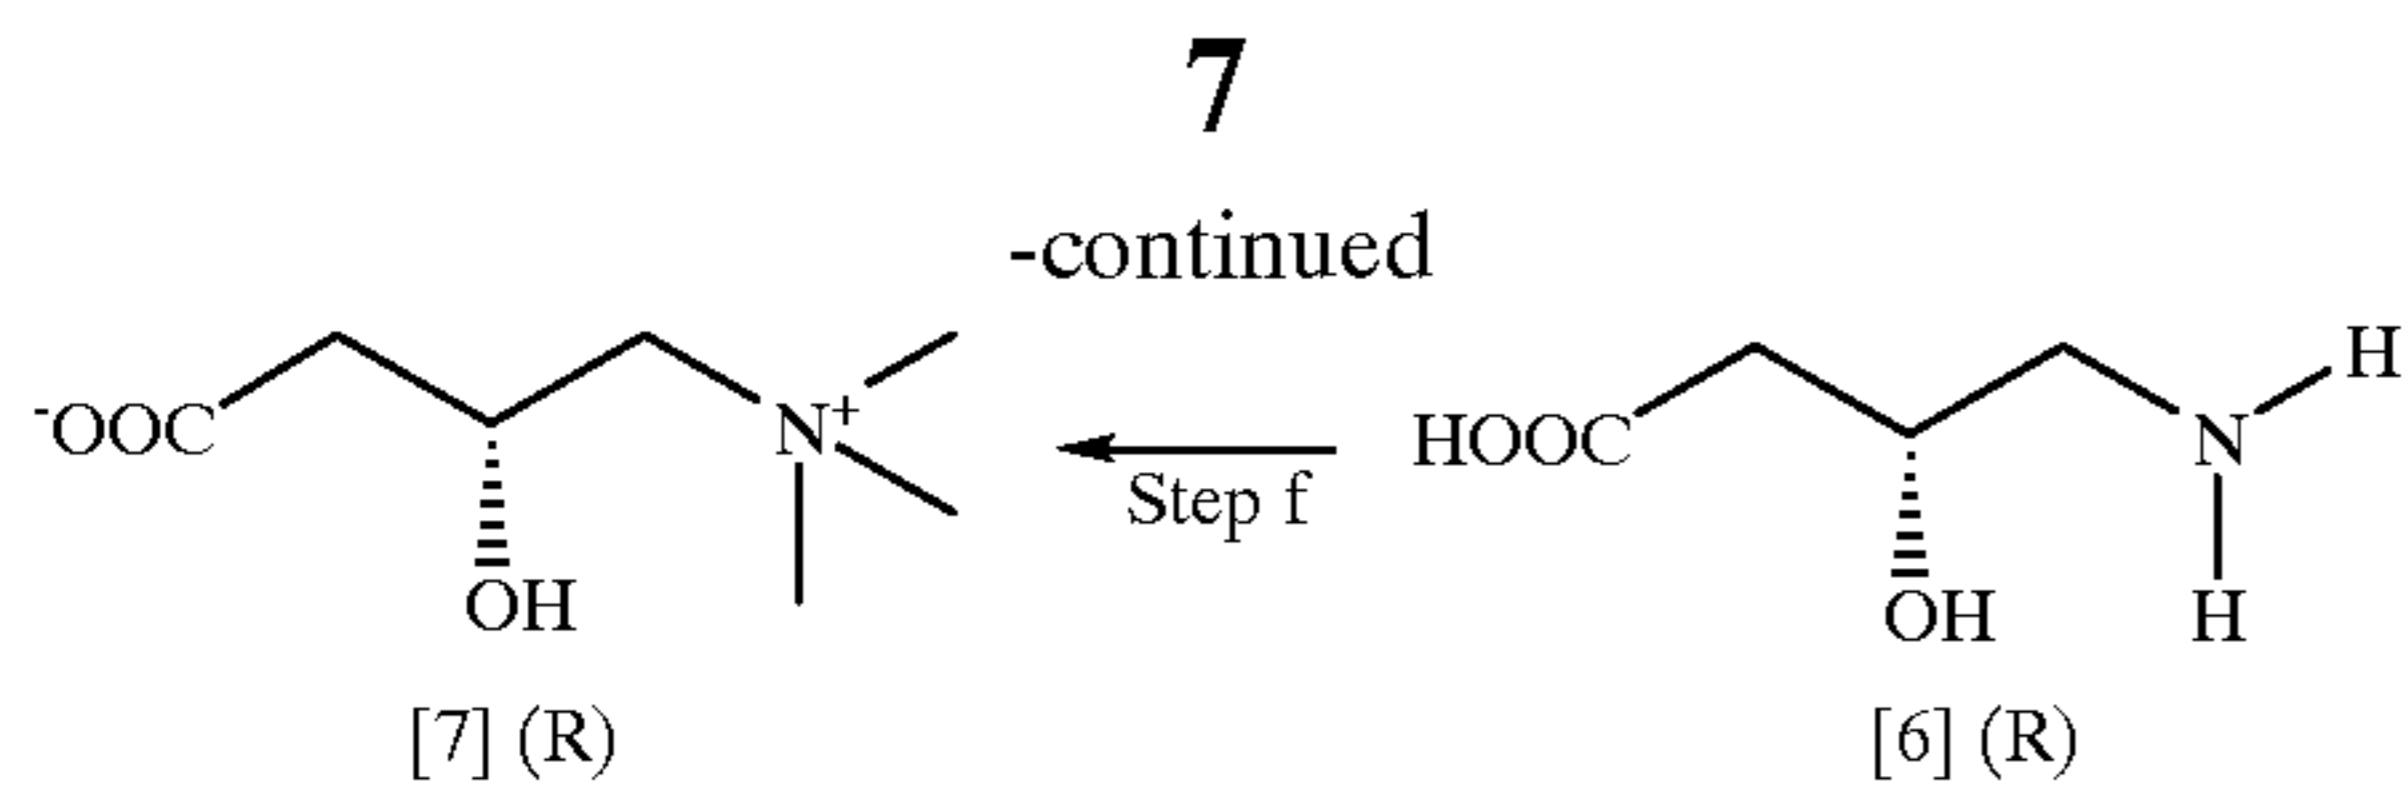 7
-continued
-OOC N+ HOOC N H
Step f
OH OH H
[7] (R) [6] (R)